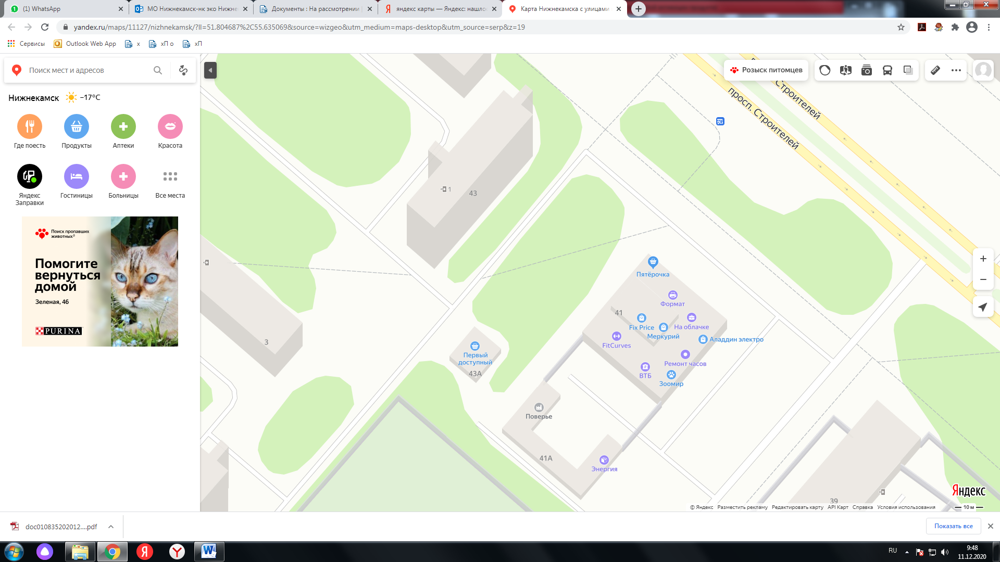 (1) WhatsApp
МО Нижнекамск-нк эко Нижне
Документы : На рассмотрении
яндекс карты — Яндекс: нашло
Карта Нижнекамска с улицами
yandex.ru/maps/11127/nizhnekamsk/?ll=51.804687%2C55.635069&source=wizgeo&utm_medium=maps-desktop&utm_source=serp&z=19
Сервисы
Outlook Web App
х
хП о
хП
Поиск мест и адресов
Розыск питомцев
Нижнекамск
−17°C
Где поесть
Продукты
Аптеки
Красота
Яндекс
Заправки
Гостиницы
Больницы
Все места
Поиск пропавших
животных β
Помогите
вернуться
домой
Зеленая, 46
PURINA
Строителей
просп. Строителей
1
43
3
Первый
доступный
43А
Пятёрочка
Формат
41
Fix Price
На облачке
Меркурий
FitCurves
Аладдин электро
Ремонт часов
ВТБ
Зоомир
Поверье
41А
Энергия
39
Яндекс
© Яндекс
Разместить рекламу
Редактировать карту
API Карт
Справка
Условия использования
10 м
doc010835202012....pdf
Показать все
RU
9:48
11.12.2020